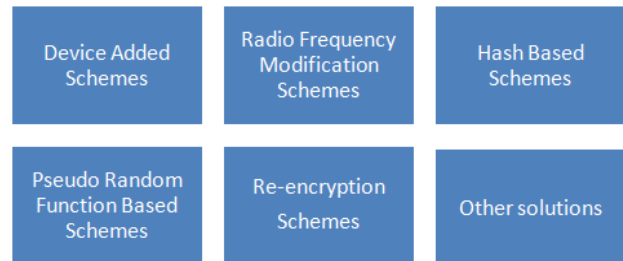 Device Added
Schemes
Radio Frequency
Modification
Schemes
Hash Based
Schemes
Pseudo Random
Function Based
Schemes
Re-encryption
Schemes
Other solutions